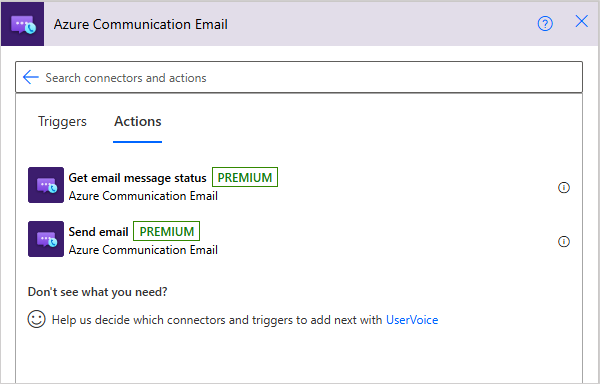 Azure Communication Email
Search connectors and actions
Triggers Actions
Get email message status PREMIUM
Azure Communication Email
Send email PREMIUM
Azure Communication Email
Don't see what you need?
Help us decide which connectors and triggers to add next with UserVoice